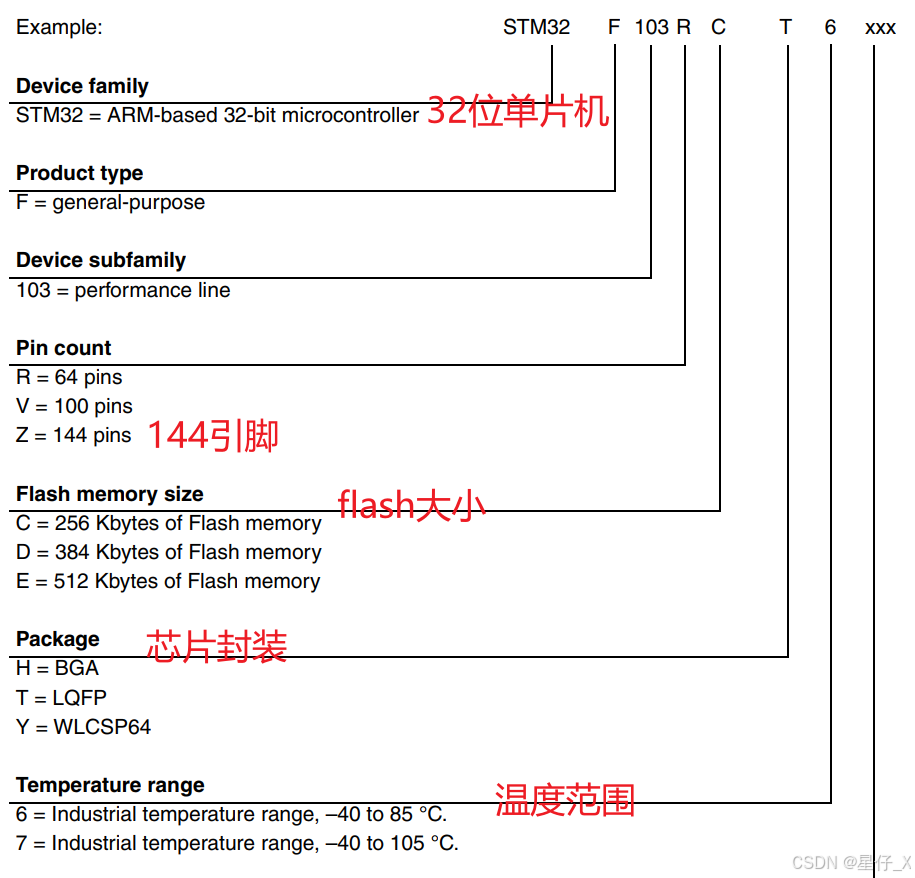 Example: STM32 F 103 R C T 6 xxx
Device family
STM32 = ARM-based 32-bit microcontroller 32位单片机
Product type
F = general-purpose
Device subfamily
103 = performance line
Pin count
R = 64 pins
V = 100 pins
Z = 144 pins 144引脚
Flash memory size flash大小
C = 256 Kbytes of Flash memory
D = 384 Kbytes of Flash memory
E = 512 Kbytes of Flash memory
Package 芯片封装
H = BGA
T = LQFP
Y = WLCSP64
Temperature range 温度范围
6 = Industrial temperature range, –40 to 85 °C.
7 = Industrial temperature range, –40 to 105 °C.
CSDN @星仔_X